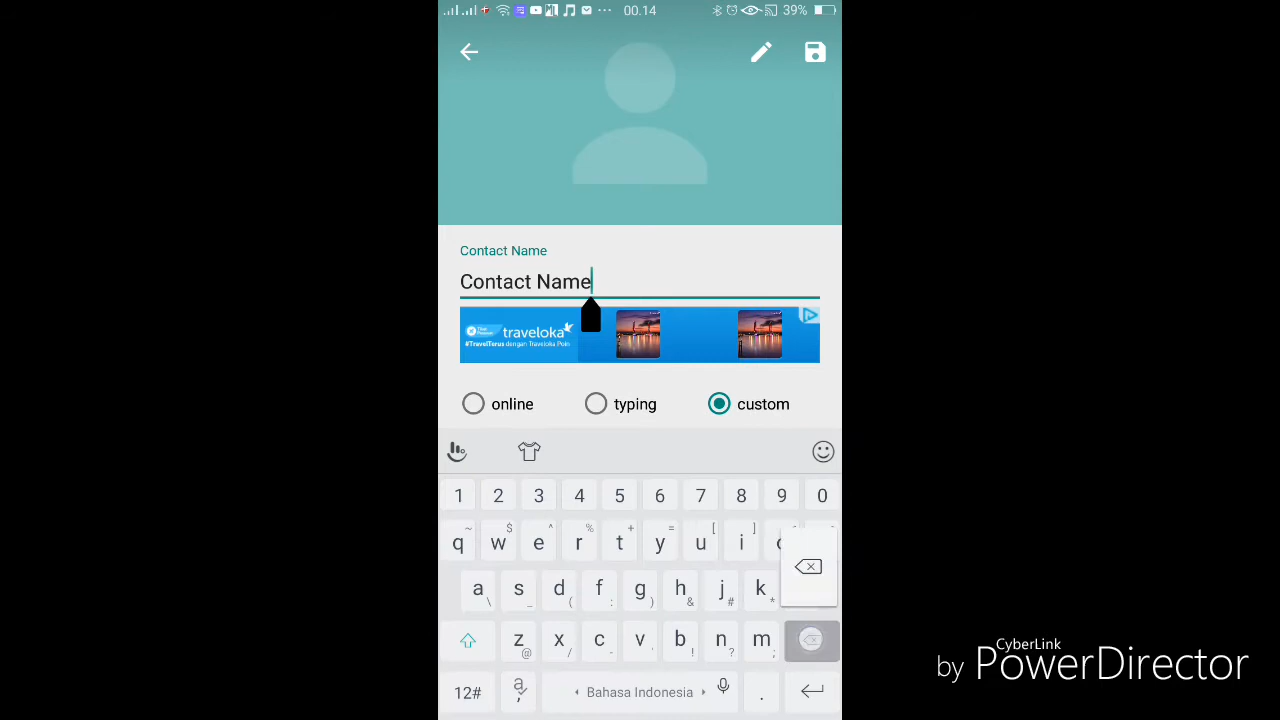 00.14 39%
Contact Name
Contact Name
traveloka
#TravelTerus dengan Traveloka Poin
online typing custom
1 2 3 4 5 6 7 8 9 0
~ $ ^ % + = [ ]
q w e r t y u i
a s d f g h j k
\ _ ( : ) & # *
z x c v b n m
@ / - ' ! ? ;
12# a , Bahasa Indonesia .
CyberLink
by PowerDirector